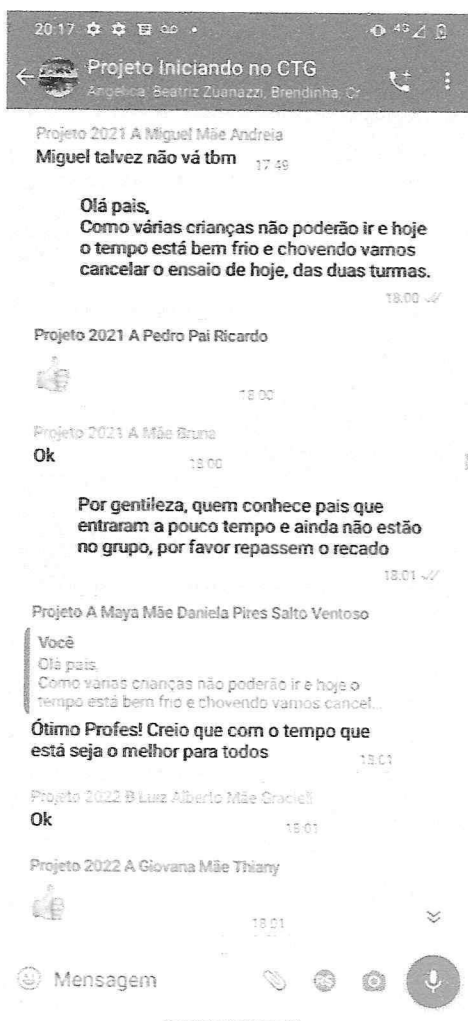 20:17
4G
Projeto Iniciando no CTG
Angelica, Beatriz Zuanazzi, Brendinha, Cr...
Projeto 2021 A Miguel Mãe Andreia
Miguel talvez não vá tbm 17:49
Olá pais,
Como várias crianças não poderão ir e hoje
o tempo está bem frio e chovendo vamos
cancelar o ensaio de hoje, das duas turmas.
18:00
Projeto 2021 A Pedro Pai Ricardo
18:00
Projeto 2021 A Mãe Bruna
Ok
18:00
Por gentileza, quem conhece pais que
entraram a pouco tempo e ainda não estão
no grupo, por favor repassem o recado
18:01
Projeto A Maya Mãe Daniela Pires Salto Ventoso
Você
Olá pais,
Como várias crianças não poderão ir e hoje o
tempo está bem frio e chovendo vamos cancel...
Ótimo Profes! Creio que com o tempo que
está seja o melhor para todos 18:01
Projeto 2022 B Luiz Alberto Mãe Gracieli
Ok
18:01
Projeto 2022 A Giovana Mãe Thiany
18:01
Mensagem
R$